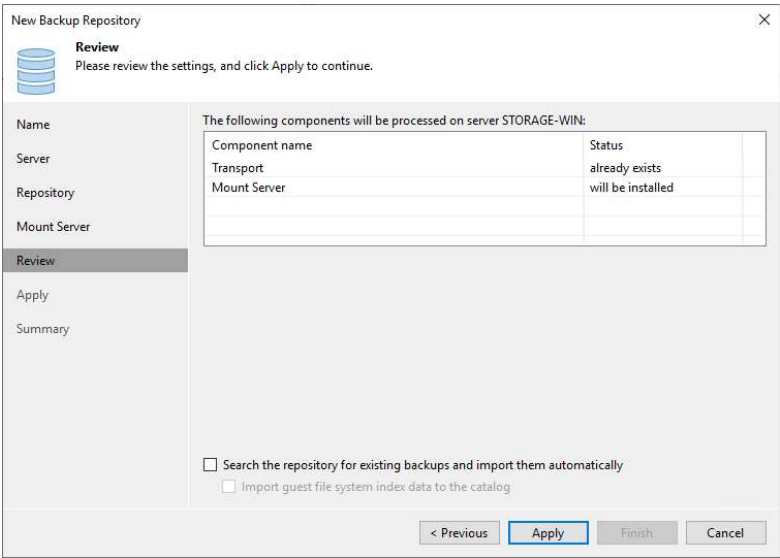 New Backup Repository
Review
Please review the settings, and click Apply to continue.
Name
Server
Repository
Mount Server
Review
Apply
Summary
The following components will be processed on server STORAGE-WIN:
Component name Status
Transport already exists
Mount Server will be installed
Search the repository for existing backups and import them automatically
Import guest file system index data to the catalog
< Previous Apply Finish Cancel